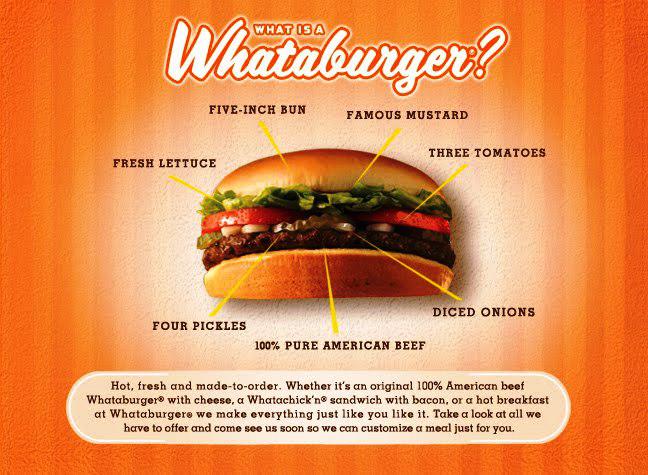 WHAT IS A
Whataburger®?
FIVE-INCH BUN
FAMOUS MUSTARD
THREE TOMATOES
FRESH LETTUCE
DICED ONIONS
FOUR PICKLES
100% PURE AMERICAN BEEF
Hot, fresh and made-to-order. Whether it's an original 100% American beef
Whataburger® with cheese, a Whatachick'n® sandwich with bacon, or a hot breakfast
at Whataburger® we make everything just like you like it. Take a look at all we
have to offer and come see us soon so we can customize a meal just for you.